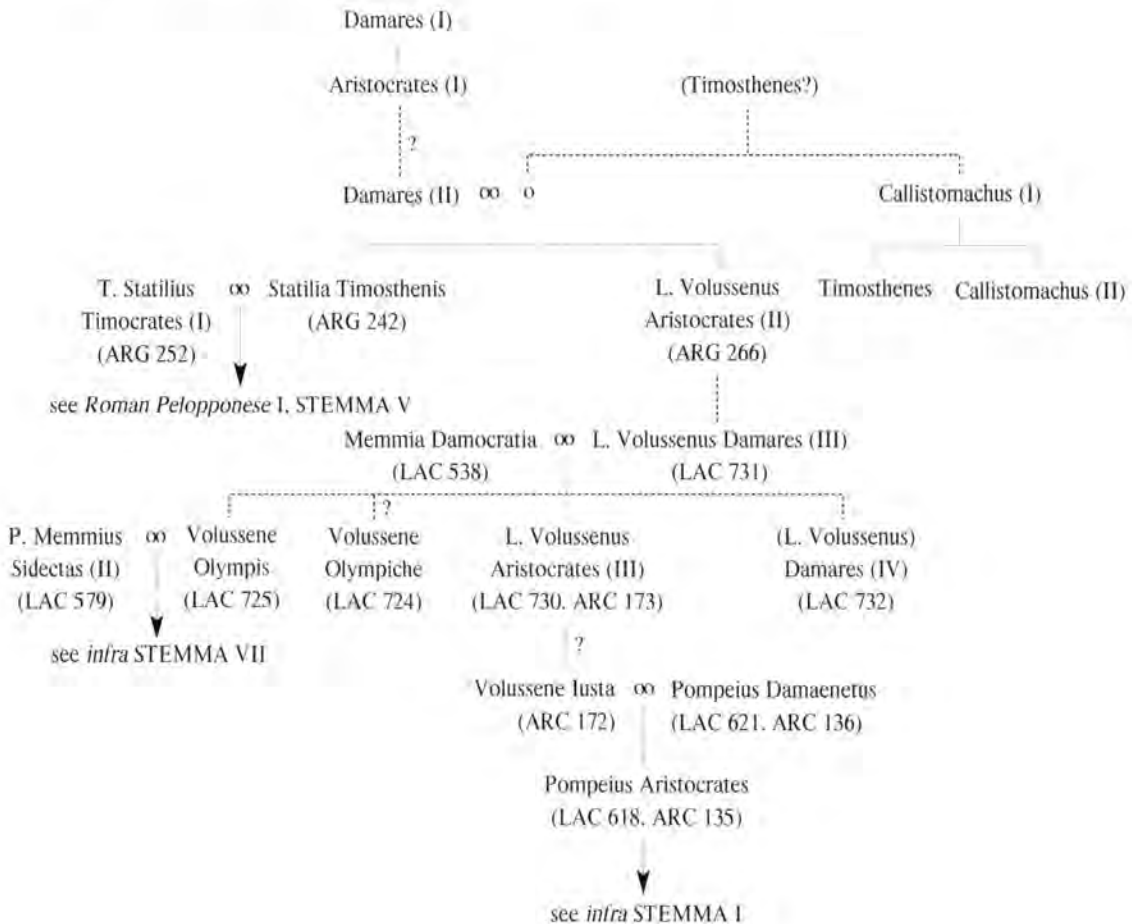 Damares (I)
Aristocrates (I) (Timosthenes?)
?
Damares (II) ∞ o Callistomachus (I)
T. Statilius ∞ Statilia Timosthenis L. Volussenus Timosthenes Callistomachus (II)
Timocrates (I) (ARG 242) Aristocrates (II)
(ARG 252) (ARG 266)
see Roman Peloponnese I, STEMMA V
Memmia Damocratia ∞ L. Volussenus Damares (III)
(LAC 538) (LAC 731)
?
P. Memmius ∞ Volussene Volussene L. Volussenus (L. Volussenus)
Sidectas (II) Olympis Olympiche Aristocrates (III) Damares (IV)
(LAC 579) (LAC 725) (LAC 724) (LAC 730. ARC 173) (LAC 732)
see infra STEMMA VII
?
Volussene Iusta ∞ Pompeius Damaenetus
(ARC 172) (LAC 621. ARC 136)
Pompeius Aristocrates
(LAC 618. ARC 135)
see infra STEMMA I